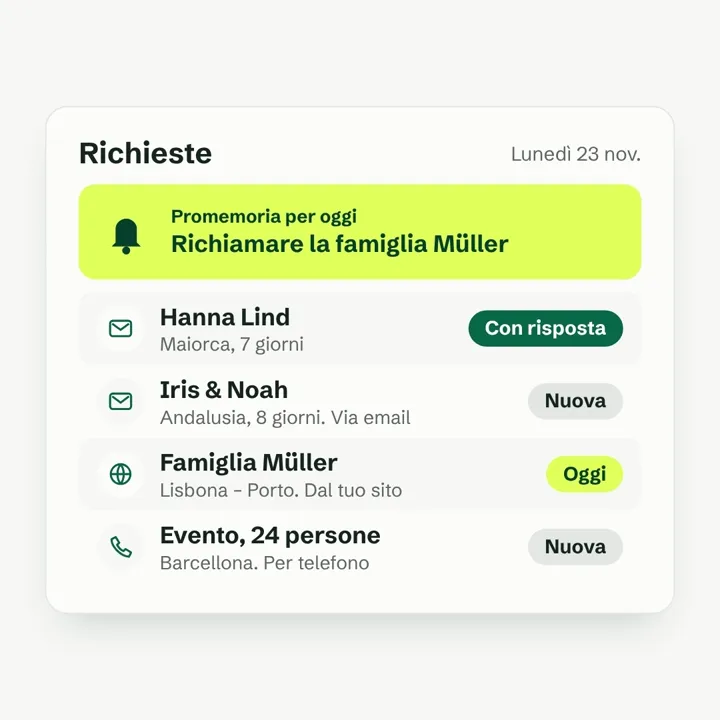 Richieste
Lunedì 23 nov.
Promemoria per oggi
Richiamare la famiglia Müller
Hanna Lind
Maiorca, 7 giorni
Con risposta
Iris & Noah
Andalusia, 8 giorni. Via email
Nuova
Famiglia Müller
Lisbona – Porto. Dal tuo sito
Oggi
Evento, 24 persone
Barcellona. Per telefono
Nuova